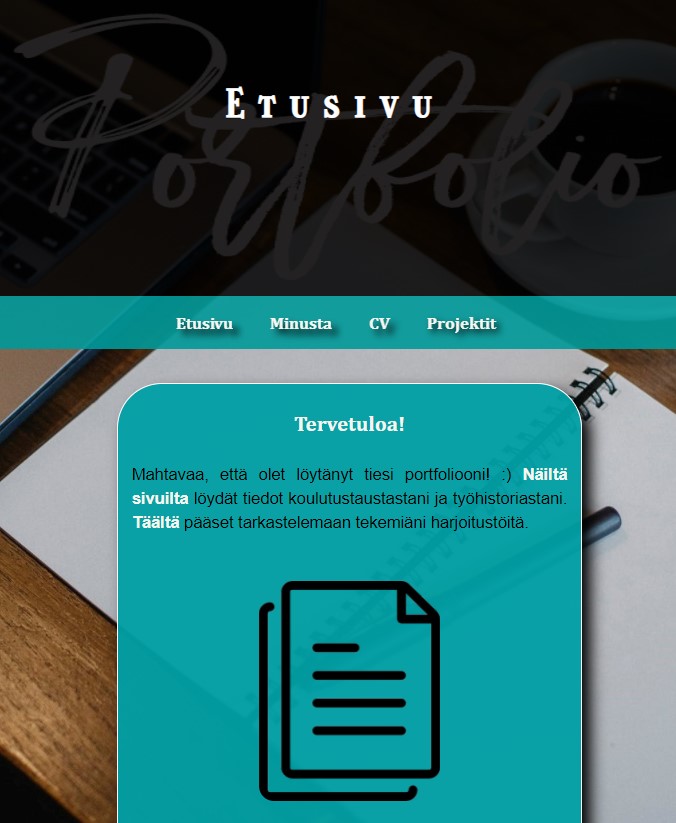 Portfolio
Etusivu
Etusivu Minusta CV Projektit
Tervetuloa!
Mahtavaa, että olet löytänyt tiesi portfoliooni! :) Näiltä
sivuilta löydät tiedot koulutustaustastani ja työhistoriastani.
Täältä pääset tarkastelemaan tekemiäni harjoitustöitä.